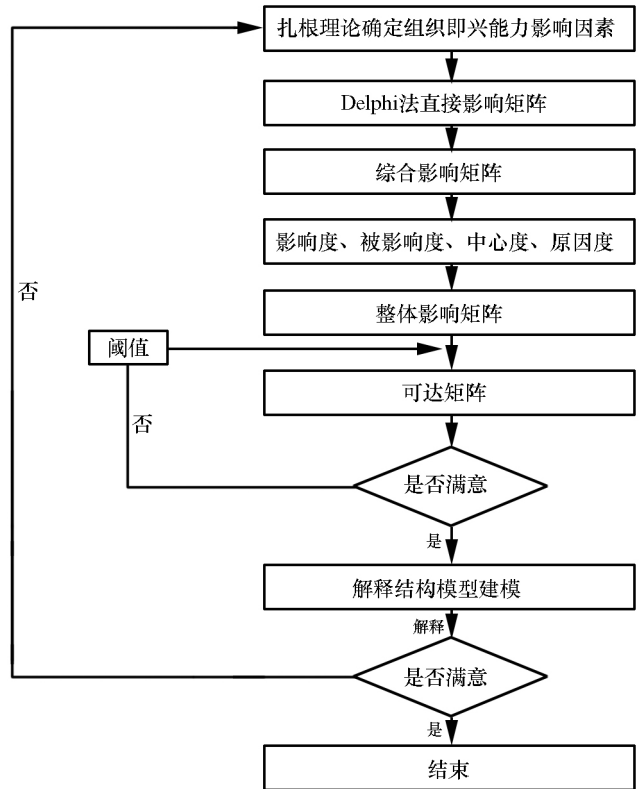 扎根理论确定组织即兴能力影响因素
Delphi法直接影响矩阵
综合影响矩阵
影响度、被影响度、中心度、原因度
否
整体影响矩阵
阈值
可达矩阵
否
是否满意
是
解释结构模型建模
解释
是否满意
是
结束